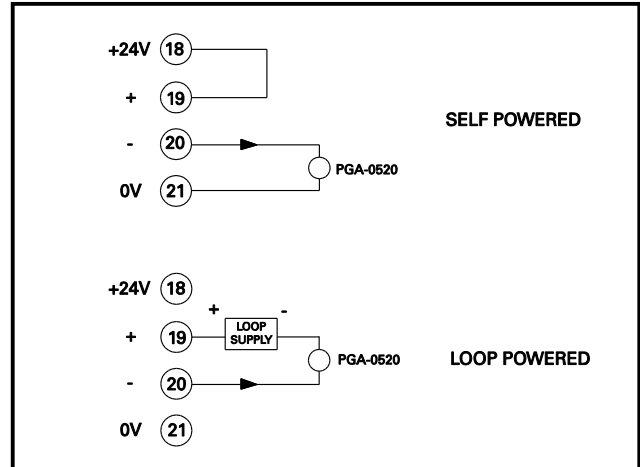 +24V 18
+ 19
SELF POWERED
- 20
PGA-0520
0V 21
+24V 18
+ -
+ 19 LOOP
SUPPLY
PGA-0520
LOOP POWERED
- 20
0V 21